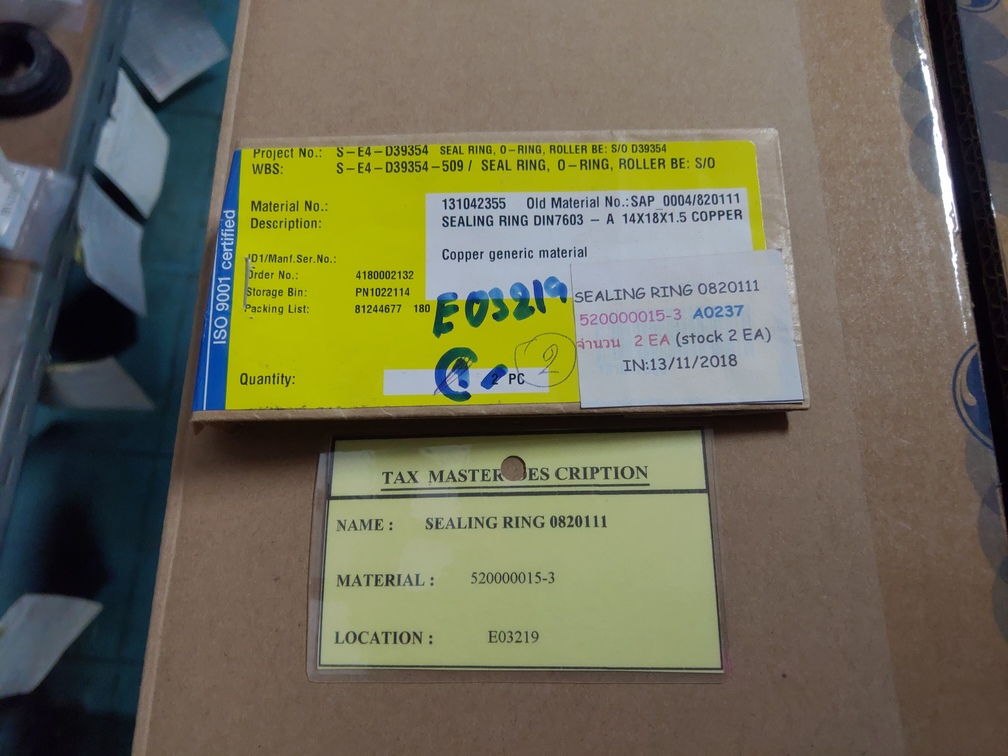 Project No.: S-E4-D39354 SEAL RING, O-RING, ROLLER BE: S/O D39354
WBS: S-E4-D39354-509 / SEAL RING, O-RING, ROLLER BE: S/O
Material No.: 131042355 Old Material No.:SAP_0004/820111
Description: SEALING RING DIN7603 - A 14X18X1.5 COPPER
Copper generic material
ID1/Manf.Ser.No.:
Order No.: 4180002132
Storage Bin: PN1022114
Packing List: 81244677 180
Quantity: 2 PC
ISO 9001 certified
E03219
2
SEALING RING 0820111
520000015-3 A0237
จำนวน 2 EA (stock 2 EA)
IN:13/11/2018
TAX MASTER DES CRIPTION
NAME : SEALING RING 0820111
MATERIAL : 520000015-3
LOCATION : E03219